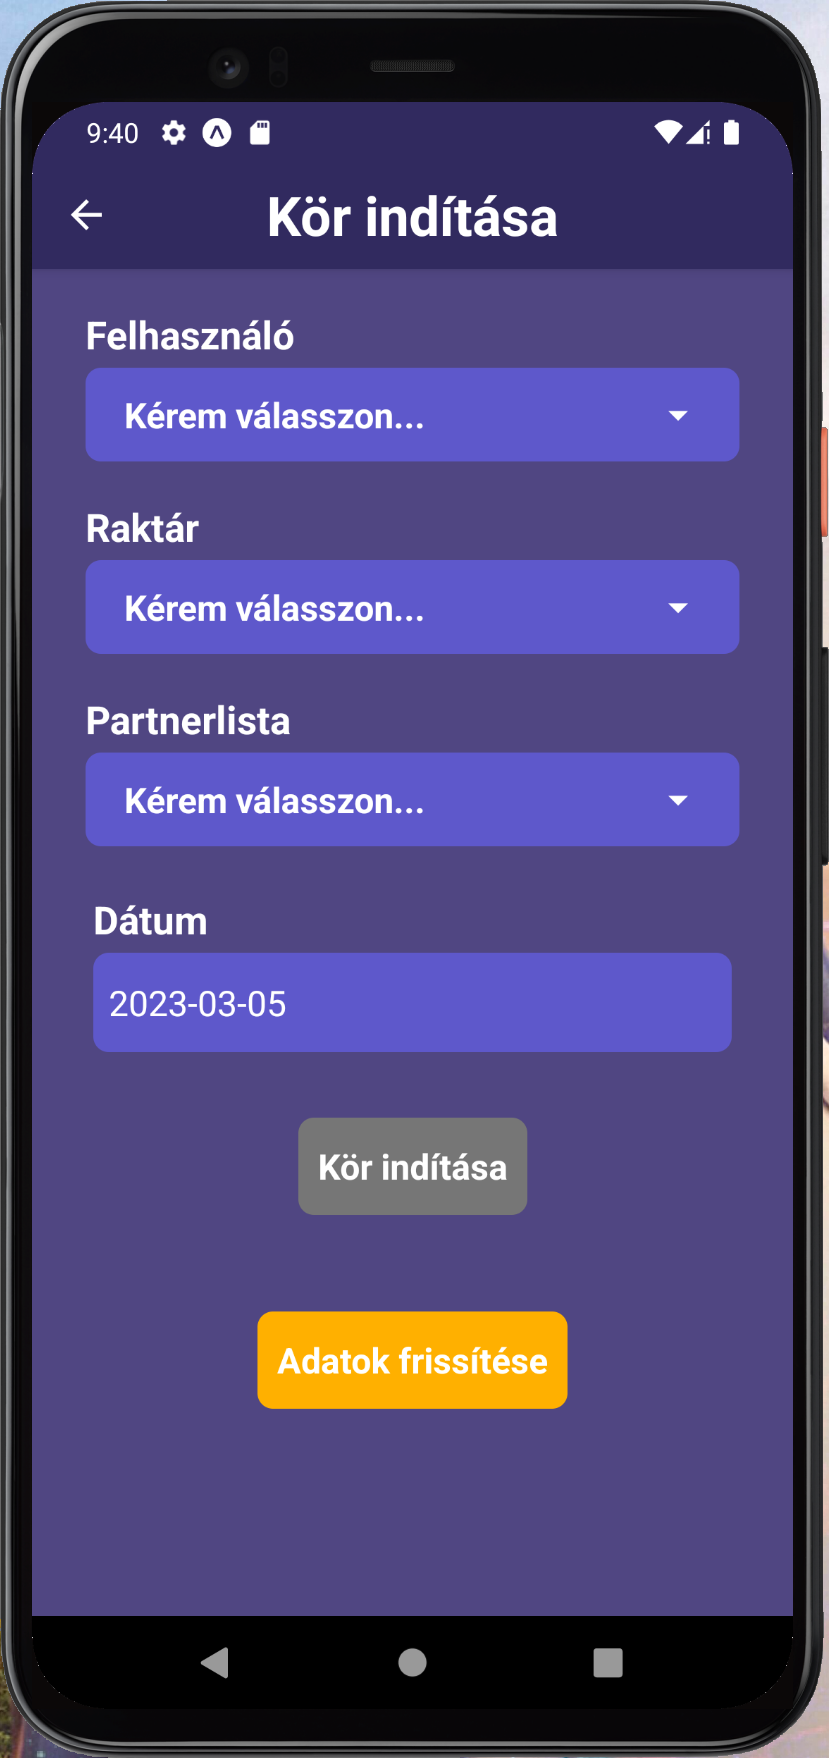 9:40
Kör indítása
Felhasználó
Kérem válasszon...
Raktár
Kérem válasszon...
Partnerlista
Kérem válasszon...
Dátum
2023-03-05
Kör indítása
Adatok frissítése